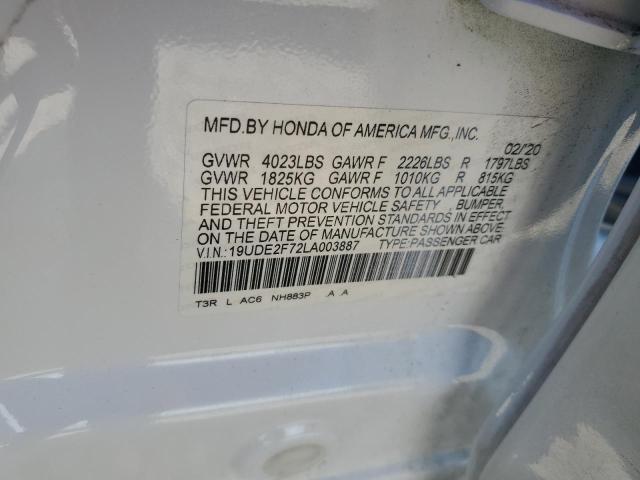 MFD.BY HONDA OF AMERICA MFG.,INC.
02/20
GVWR 4023LBS GAWR F 2226LBS R 1797LBS
GVWR 1825KG GAWR F 1010KG R 815KG
THIS VEHICLE CONFORMS TO ALL APPLICABLE
FEDERAL MOTOR VEHICLE SAFETY , BUMPER,
AND THEFT PREVENTION STANDARDS IN EFFECT
ON THE DATE OF MANUFACTURE SHOWN ABOVE.
V.I.N.:19UDE2F72LA003887 TYPE:PASSENGER CAR
T3R L AC6 NH883P .A .A